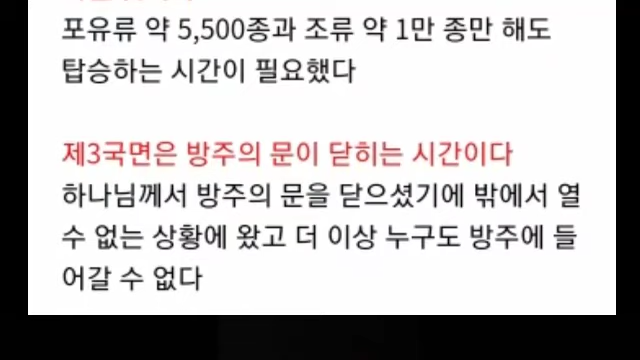 포유류 약 5,500종과 조류 약 1만 종만 해도
탑승하는 시간이 필요했다
제3국면은 방주의 문이 닫히는 시간이다
하나님께서 방주의 문을 닫으셨기에 밖에서 열
수 없는 상황에 왔고 더 이상 누구도 방주에 들
어갈 수 없다